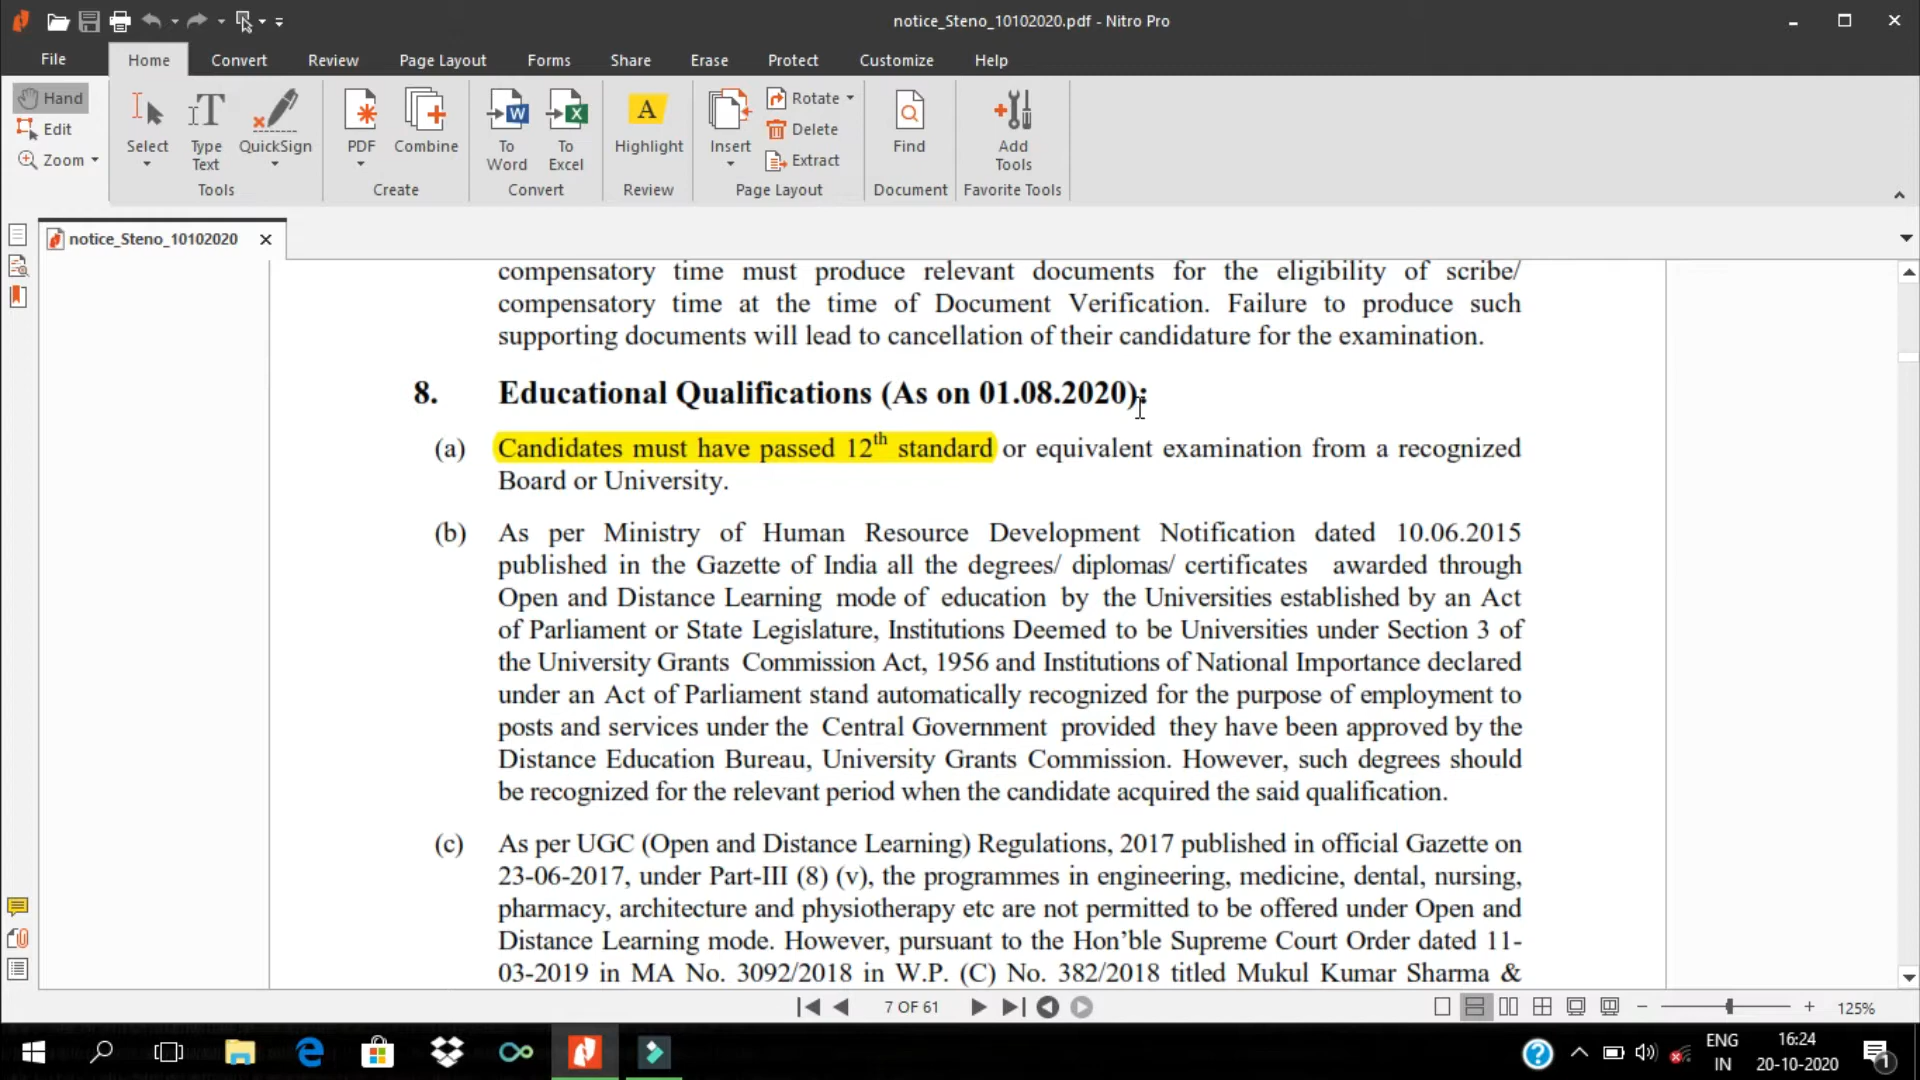 notice_Steno_10102020.pdf - Nitro Pro
File Home Convert Review Page Layout Forms Share Erase Protect Customize Help
Hand
Edit
Zoom
Select
Type Text
QuickSign
Tools
PDF
Combine
Create
To Word
To Excel
Convert
A
Highlight
Review
Insert
Rotate
Delete
Extract
Page Layout
Find
Document
Add Tools
Favorite Tools
notice_Steno_10102020
compensatory time must produce relevant documents for the eligibility of scribe/
compensatory time at the time of Document Verification. Failure to produce such
supporting documents will lead to cancellation of their candidature for the examination.
8. Educational Qualifications (As on 01.08.2020):
(a) Candidates must have passed 12th standard or equivalent examination from a recognized
Board or University.
(b) As per Ministry of Human Resource Development Notification dated 10.06.2015
published in the Gazette of India all the degrees/ diplomas/ certificates awarded through
Open and Distance Learning mode of education by the Universities established by an Act
of Parliament or State Legislature, Institutions Deemed to be Universities under Section 3 of
the University Grants Commission Act, 1956 and Institutions of National Importance declared
under an Act of Parliament stand automatically recognized for the purpose of employment to
posts and services under the Central Government provided they have been approved by the
Distance Education Bureau, University Grants Commission. However, such degrees should
be recognized for the relevant period when the candidate acquired the said qualification.
(c) As per UGC (Open and Distance Learning) Regulations, 2017 published in official Gazette on
23-06-2017, under Part-III (8) (v), the programmes in engineering, medicine, dental, nursing,
pharmacy, architecture and physiotherapy etc are not permitted to be offered under Open and
Distance Learning mode. However, pursuant to the Hon’ble Supreme Court Order dated 11-
03-2019 in MA No. 3092/2018 in W.P. (C) No. 382/2018 titled Mukul Kumar Sharma &
7 OF 61
125%
ENG
IN
16:24
20-10-2020
1